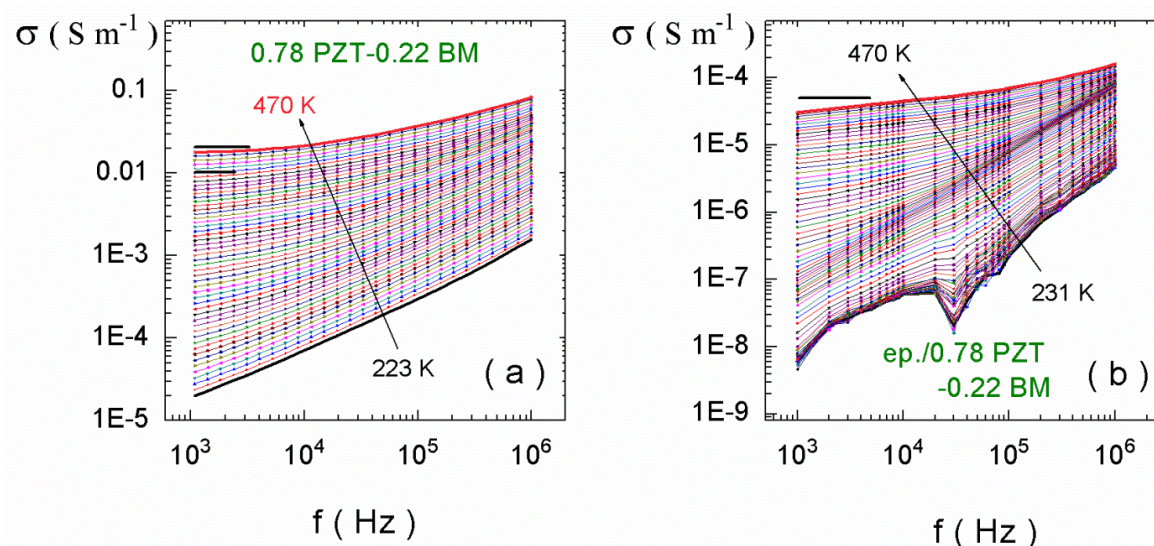 σ ( S m⁻¹)
0.78 PZT-0.22 BM
0.1
470 K
0.01
1E-3
1E-4
223 K
( a )
1E-5
10³ 10⁴ 10⁵ 10⁶
f ( Hz )
σ ( S m⁻¹)
1E-4
470 K
1E-5
1E-6
1E-7
231 K
1E-8
ep./0.78 PZT
-0.22 BM
( b )
1E-9
10³ 10⁴ 10⁵ 10⁶
f ( Hz )